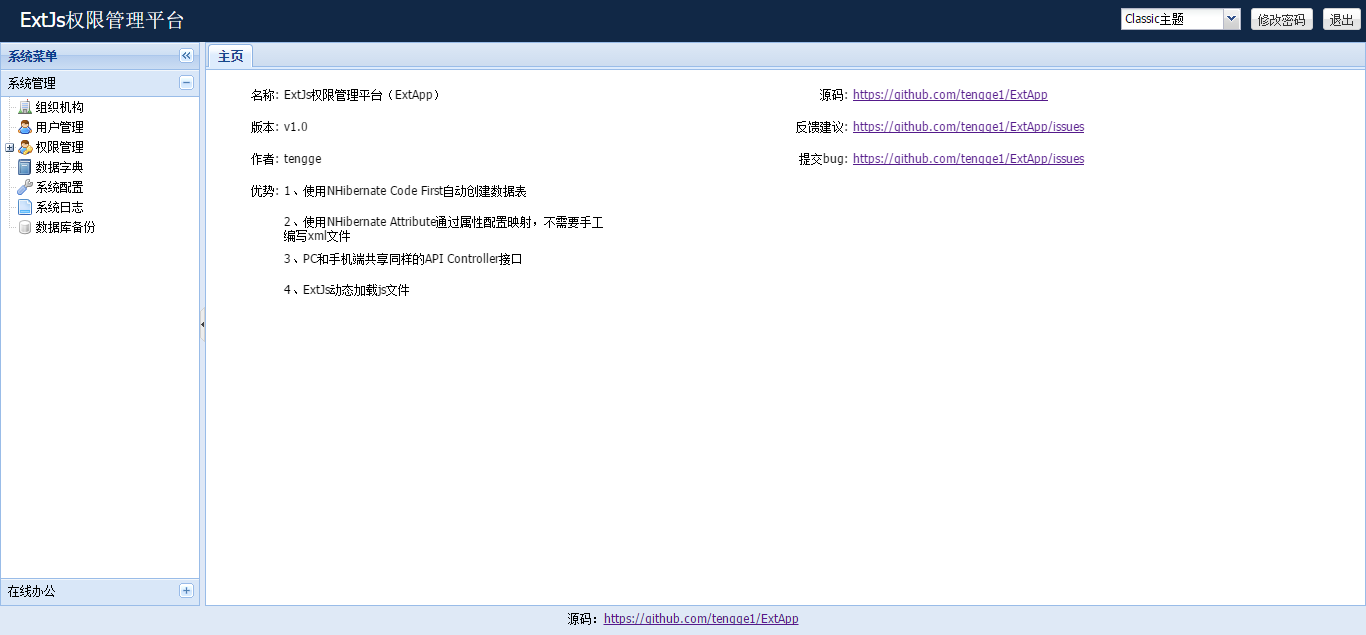 ExtJs权限管理平台
Classic主题
修改密码
退出
系统菜单
主页
系统管理
组织机构
用户管理
权限管理
数据字典
系统配置
系统日志
数据库备份
在线办公
名称: ExtJs权限管理平台（ExtApp）
版本: v1.0
作者: tengge
优势: 1、使用NHibernate Code First自动创建数据表
2、使用NHibernate Attribute通过属性配置映射，不需要手工
编写xml文件
3、PC和手机端共享同样的API Controller接口
4、ExtJs动态加载js文件
源码: https://github.com/tengge1/ExtApp
反馈建议: https://github.com/tengge1/ExtApp/issues
提交bug: https://github.com/tengge1/ExtApp/issues
源码：https://github.com/tengge1/ExtApp